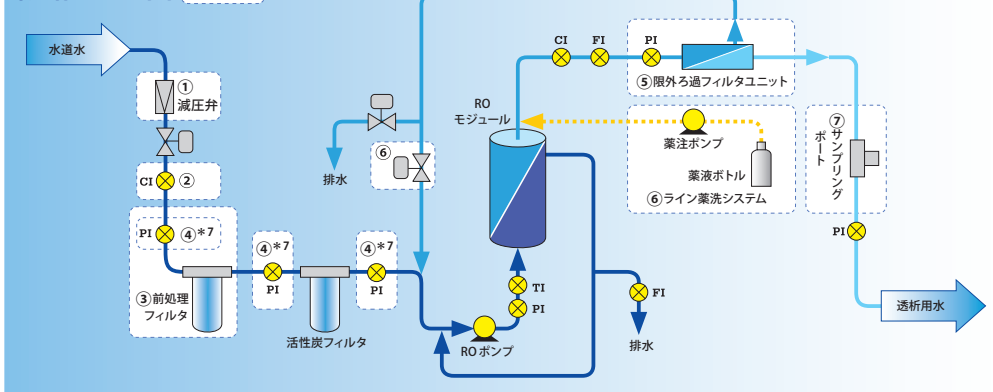 水道水
①
減圧弁
CI
②
PI
④*7
③前処理
フィルタ
④*7
PI
活性炭フィルタ
④*7
PI
排水
⑥
RO
モジュール
TI
PI
ROポンプ
FI
排水
CI
FI
PI
⑤限外ろ過フィルタユニット
薬注ポンプ
薬液ボトル
⑥ライン薬洗システム
⑦サンプリング
ポート
PI
透析用水